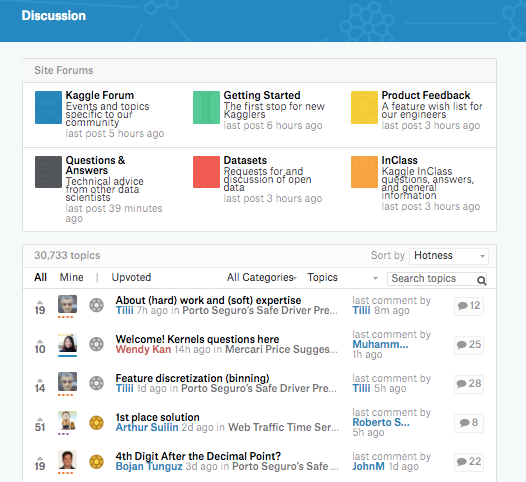 Discussion
Site Forums
Kaggle Forum
Events and topics
specific to our
community
last post 5 hours ago
Getting Started
The first stop for new
Kagglers
last post 6 hours ago
Product Feedback
A feature wish list for
our engineers
last post 3 hours ago
Questions &
Answers
Technical advice
from other data
scientists
last post 39 minutes
ago
Datasets
Requests for and
discussion of open
data
last post 3 hours ago
InClass
Kaggle InClass
questions, answers,
and general
information
last post 3 hours ago
30,733 topics
Sort by Hotness
All Mine | Upvoted All Categories Topics Search topics
19
About (hard) work and (soft) expertise
Tilii 7h ago in Porto Seguro's Safe Driver Pre...
last comment by
Tilii 8m ago
12
10
Welcome! Kernels questions here
Wendy Kan 14h ago in Mercari Price Sugges...
last comment by
Muhamm...
1h ago
25
14
Feature discretization (binning)
Tilii 1d ago in Porto Seguro's Safe Driver Pre...
last comment by
Tilii 5h ago
28
51
1st place solution
Arthur Suilin 2d ago in Web Traffic Time Ser...
last comment by
Roberto S...
5h ago
8
19
4th Digit After the Decimal Point?
Bojan Tunguz 3d ago in Porto Seguro's Safe ...
last comment by
JohnM 1d ago
22